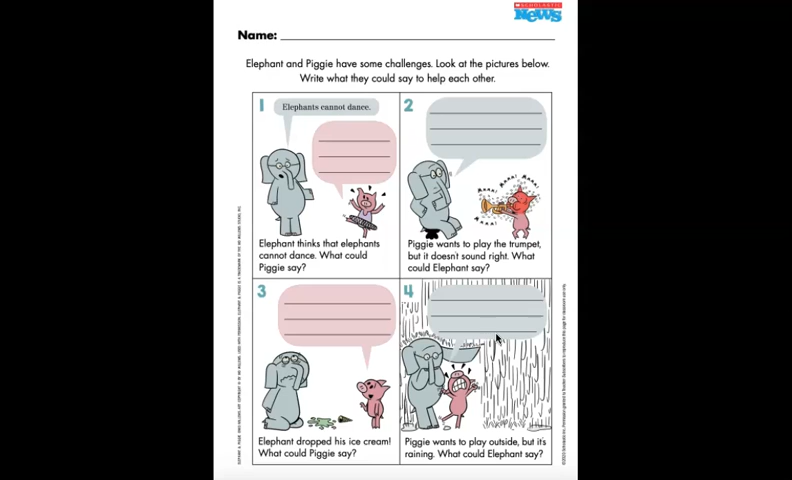 SCHOLASTIC
News
Name:
Elephant and Piggie have some challenges. Look at the pictures below.
Write what they could say to help each other.
1
Elephants cannot dance.
Elephant thinks that elephants
cannot dance. What could
Piggie say?
2
Aaaa! Aaaa! Aaaa!
Aaaa!
Piggie wants to play the trumpet,
but it doesn't sound right. What
could Elephant say?
3
Elephant dropped his ice cream!
What could Piggie say?
4
Piggie wants to play outside, but it's
raining. What could Elephant say?